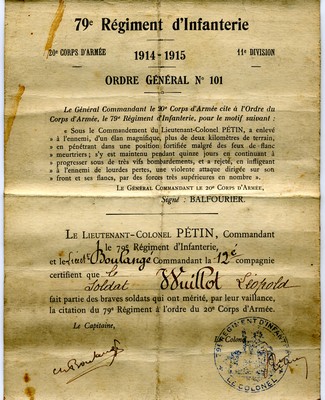 79e Régiment d'Infanterie
20e CORPS D'ARMÉE 1914-1915 11e DIVISION
ORDRE GÉNÉRAL No 101
Le Général Commandant le 20e Corps d'Armée cite à l'Ordre du
Corps d'Armée, le 79e Régiment d'Infanterie, pour le motif suivant :
« Sous le Commandement du Lieutenant-Colonel PÉTIN, a enlevé
« à l'ennemi, d'un élan magnifique, plus de deux kilomètres de terrain,
« en pénétrant dans une position fortifiée malgré des feux de flanc
« meurtriers ; s'y est maintenu pendant quinze jours en continuant à
« progresser sous de très vifs bombardements, et a rejeté, en infligeant
« à l'ennemi de lourdes pertes, une violente attaque dirigée sur son
« front et ses flancs, par des forces très supérieures en nombre ».
LE GÉNÉRAL COMMANDANT LE 20e CORPS D'ARMÉE,
Signé : BALFOURIER.
LE LIEUTENANT-COLONEL PÉTIN, Commandant
le 79e Régiment d'Infanterie,
et le Boulange Commandant la 12e compagnie
certifient que le
Soldat Wuillot Léopold
fait partie des braves soldats qui ont mérité, par leur vaillance,
la citation du 79e Régiment à l'ordre du 20e Corps d'Armée.
Le Capitaine, Colonel
Boulange
79e REGIMENT D'INFANTERIE
LE COLONEL